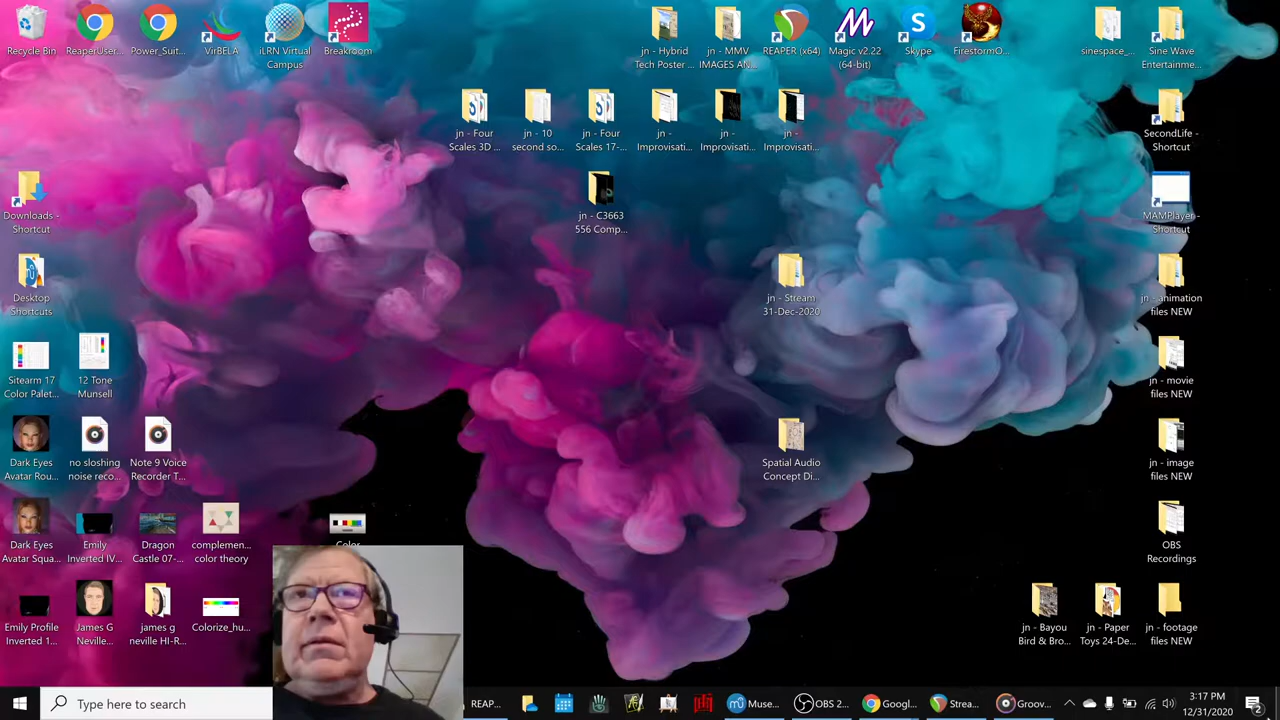 Recycle Bin
ReaperUser...
Power_Suit...
VirBELA
iLRN Virtual
Campus
Breakroom
jn - Hybrid
Tech Poster ...
jn - MMV
IMAGES AN...
REAPER (x64)
Magic v2.22
(64-bit)
Skype
FirestormO...
sinespace_...
Sine Wave
Entertainme...
jn - Four
Scales 3D ...
jn - 10
second so...
jn - Four
Scales 17-...
jn -
Improvisati...
jn -
Improvisati...
jn -
Improvisati...
SecondLife -
Shortcut
Downloads -
Shortcut
jn - C3663
556 Comp...
MAMPlayer -
Shortcut
Desktop
Shortcuts
jn - Stream
31-Dec-2020
jn - animation
files NEW
Sitearm 17
Color Palet...
12 Tone
Munsell
jn - movie
files NEW
Dark Eyes
Avatar Rou...
no sloshing
noise reco...
Note 9 Voice
Recorder T...
Spatial Audio
Concept Di...
jn - image
files NEW
Dark Eyes
Avatar Squa...
Emily
Inverted IV...
Dragon
Castle 07-...
complemen...
color theory
Color
OBS
Recordings
Emily Profile
Inverted 1...
James G
Neville...
james g
neville HI-R...
Colorize_hu...
jn - Bayou
Bird & Bro...
jn - Paper
Toys 24-De...
jn - footage
files NEW
Type here to search
REAP...
Muse...
OBS 2...
Googl...
Strea...
Groov...
3:17 PM
12/31/2020
2